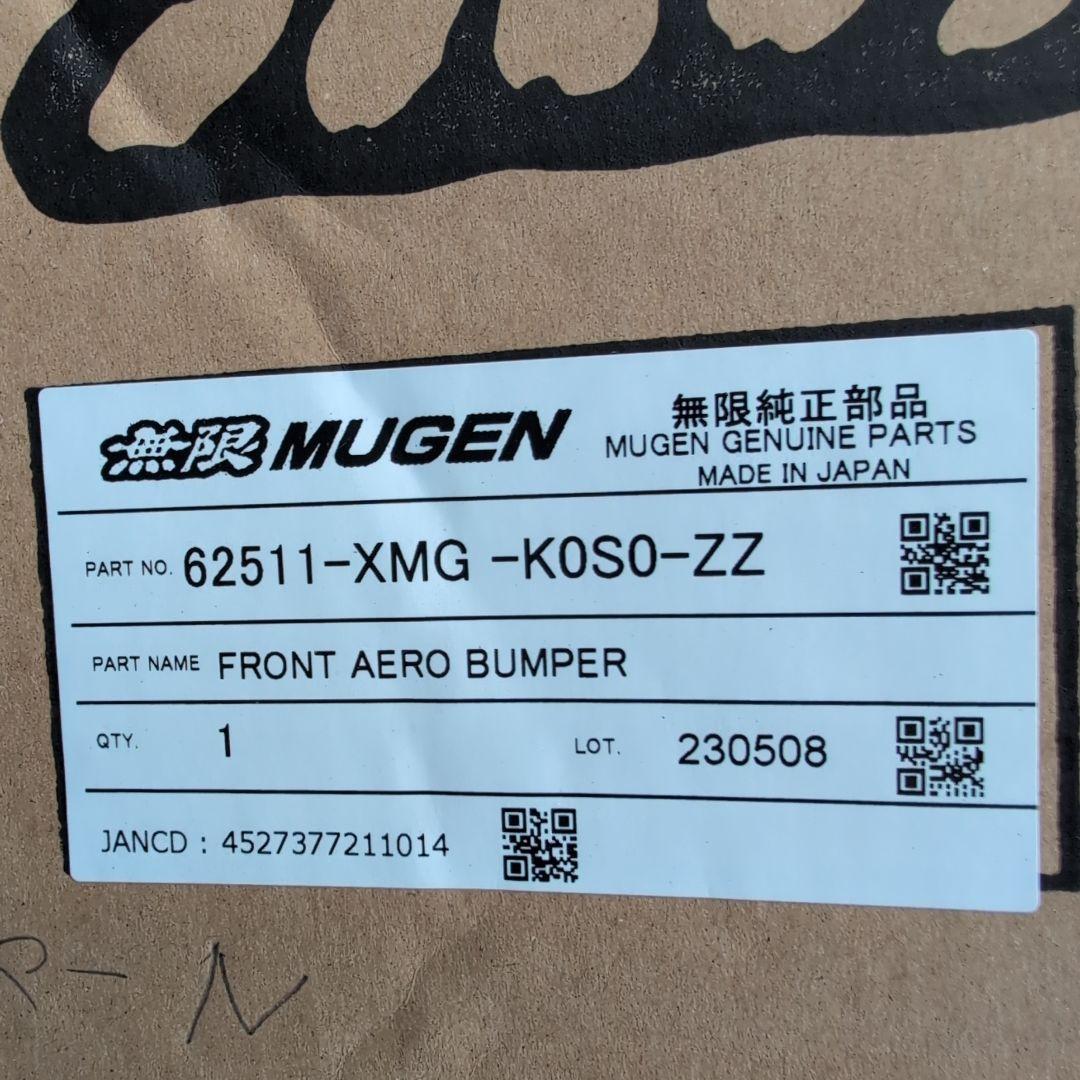 無限 MUGEN
無限純正部品
MUGEN GENUINE PARTS
MADE IN JAPAN
PART NO. 62511-XMG -K0S0-ZZ
PART NAME FRONT AERO BUMPER
QTY. 1 LOT. 230508
JANCD : 4527377211014